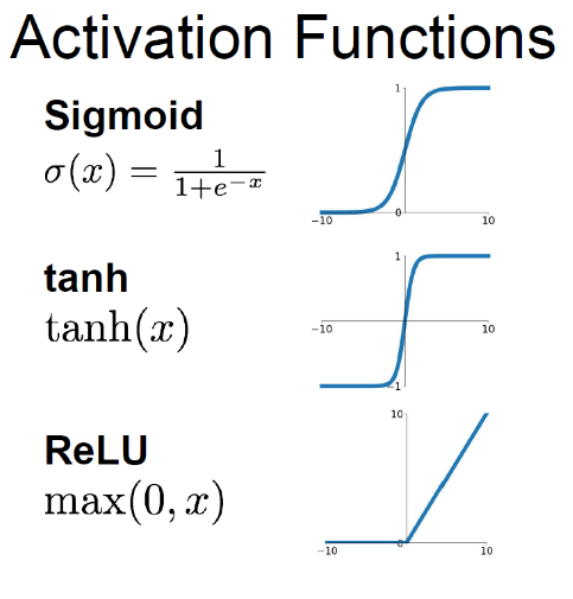 Activation Functions
Sigmoid
σ(x) = 1/(1+e^{-x})
1
0
-10
10
tanh
tanh(x)
1
-10
10
-1
ReLU
max(0, x)
10
0
-10
10